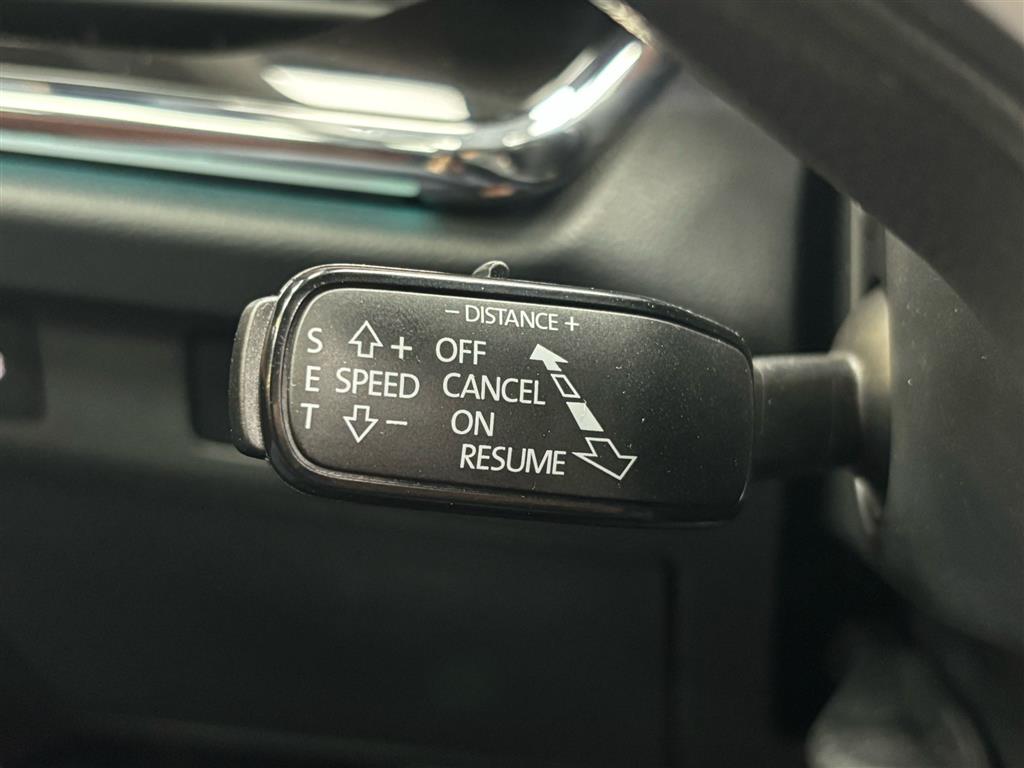 − DISTANCE +
S + OFF
E SPEED CANCEL
T − ON
RESUME